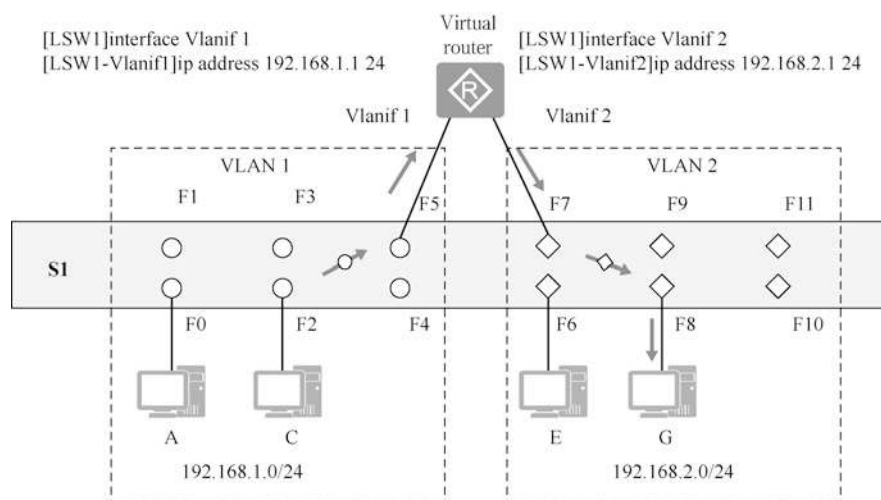 [LSW1]interface Vlanif 1
[LSW1-Vlanif1]ip address 192.168.1.1 24
Virtual
router
R
[LSW1]interface Vlanif 2
[LSW1-Vlanif2]ip address 192.168.2.1 24
Vlanif 1
Vlanif 2
VLAN 1
VLAN 2
F1
F3
F5
F7
F9
F11
S1
F0
F2
F4
F6
F8
F10
A
C
E
G
192.168.1.0/24
192.168.2.0/24